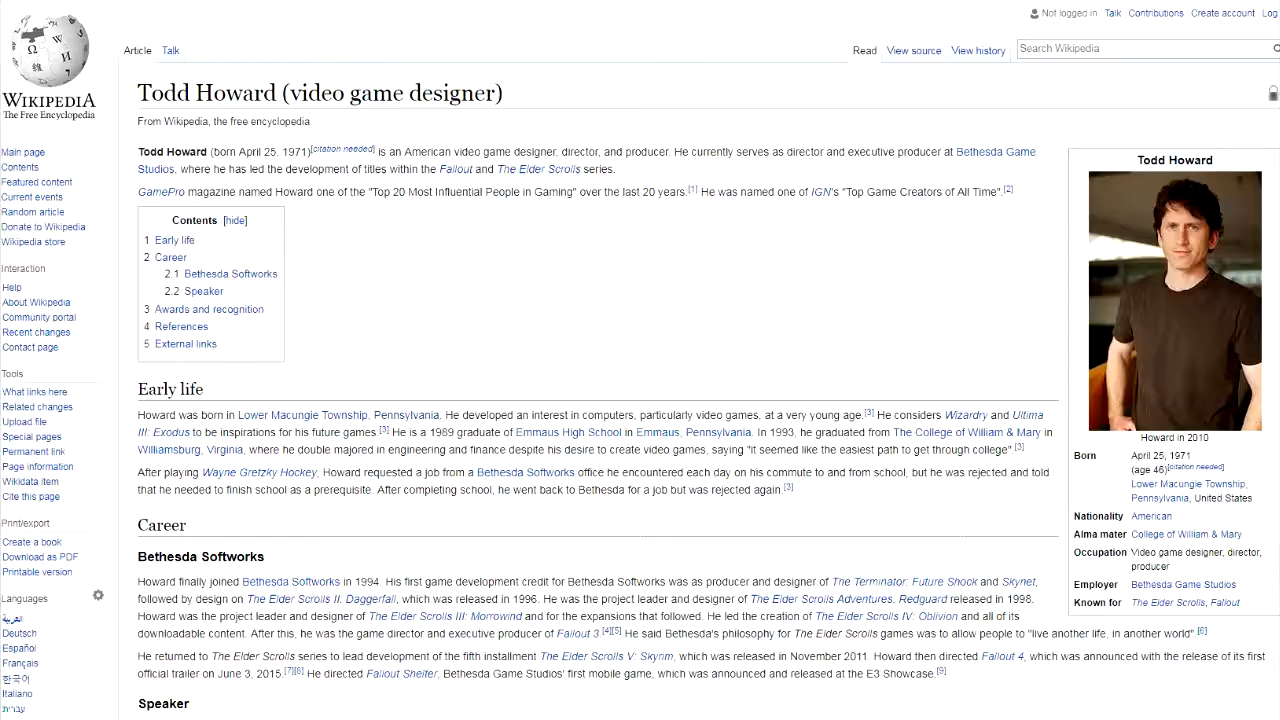 Not logged in Talk Contributions Create account Log
Article Talk
Read View source View history
Search Wikipedia
WIKIPEDIA
The Free Encyclopedia
Main page
Contents
Featured content
Current events
Random article
Donate to Wikipedia
Wikipedia store
Interaction
Help
About Wikipedia
Community portal
Recent changes
Contact page
Tools
What links here
Related changes
Upload file
Special pages
Permanent link
Page information
Wikidata item
Cite this page
Print/export
Create a book
Download as PDF
Printable version
Languages
العربية
Deutsch
Español
Français
한국어
Italiano
עברית
Todd Howard (video game designer)
From Wikipedia, the free encyclopedia
Todd Howard (born April 25, 1971)[citation needed] is an American video game designer, director, and producer. He currently serves as director and executive producer at Bethesda Game
Studios, where he has led the development of titles within the Fallout and The Elder Scrolls series.
GamePro magazine named Howard one of the "Top 20 Most Influential People in Gaming" over the last 20 years.[1] He was named one of IGN's "Top Game Creators of All Time".[2]
Contents [hide]
1 Early life
2 Career
2.1 Bethesda Softworks
2.2 Speaker
3 Awards and recognition
4 References
5 External links
Early life
Howard was born in Lower Macungie Township, Pennsylvania. He developed an interest in computers, particularly video games, at a very young age.[3] He considers Wizardry and Ultima
III: Exodus to be inspirations for his future games.[3] He is a 1989 graduate of Emmaus High School in Emmaus, Pennsylvania. In 1993, he graduated from The College of William & Mary in
Williamsburg, Virginia, where he double majored in engineering and finance despite his desire to create video games, saying "it seemed like the easiest path to get through college".[3]
After playing Wayne Gretzky Hockey, Howard requested a job from a Bethesda Softworks office he encountered each day on his commute to and from school, but he was rejected and told
that he needed to finish school as a prerequisite. After completing school, he went back to Bethesda for a job but was rejected again.[3]
Career
Bethesda Softworks
Howard finally joined Bethesda Softworks in 1994. His first game development credit for Bethesda Softworks was as producer and designer of The Terminator: Future Shock and Skynet,
followed by design on The Elder Scrolls II: Daggerfall, which was released in 1996. He was the project leader and designer of The Elder Scrolls Adventures: Redguard released in 1998.
Howard was the project leader and designer of The Elder Scrolls III: Morrowind and for the expansions that followed. He led the creation of The Elder Scrolls IV: Oblivion and all of its
downloadable content. After this, he was the game director and executive producer of Fallout 3.[4][5] He said Bethesda's philosophy for The Elder Scrolls games was to allow people to "live another life, in another world" [6]
He returned to The Elder Scrolls series to lead development of the fifth installment The Elder Scrolls V: Skyrim, which was released in November 2011. Howard then directed Fallout 4, which was announced with the release of its first
official trailer on June 3, 2015.[7][8] He directed Fallout Shelter, Bethesda Game Studios' first mobile game, which was announced and released at the E3 Showcase.[9]
Speaker
Todd Howard
Howard in 2010
Born April 25, 1971
(age 46)[citation needed]
Lower Macungie Township,
Pennsylvania, United States
Nationality American
Alma mater College of William & Mary
Occupation Video game designer, director,
producer
Employer Bethesda Game Studios
Known for The Elder Scrolls, Fallout